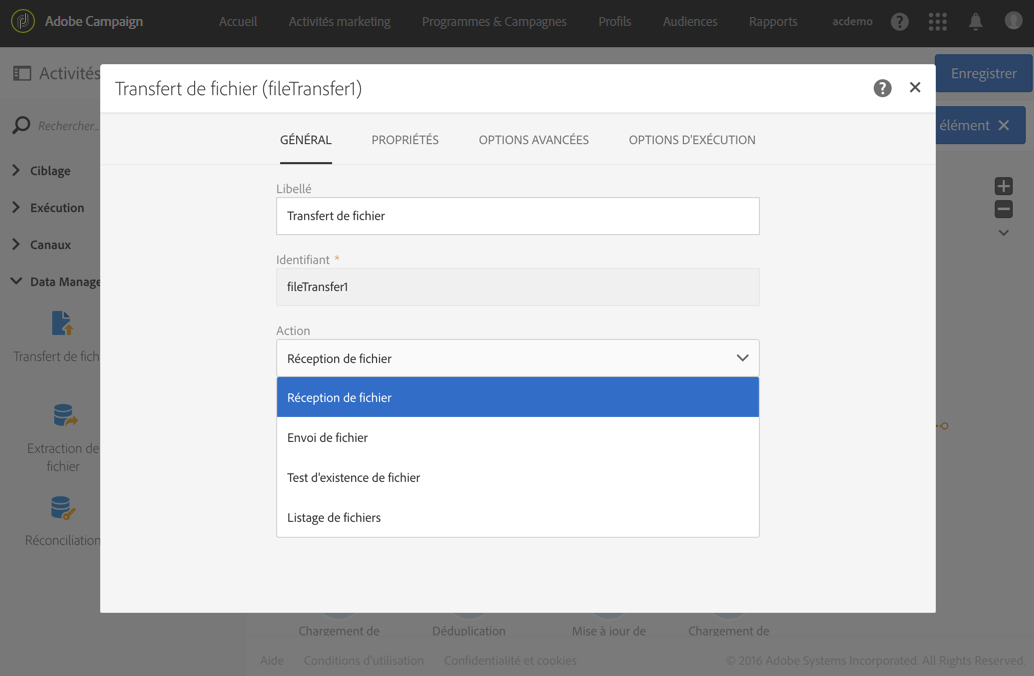 Adobe Campaign
Accueil
Activités marketing
Programmes & Campagnes
Profils
Audiences
Rapports
acdemo
Activités
Enregistrer
Transfert de fichier (fileTransfer1)
Rechercher...
élément
GÉNÉRAL
PROPRIÉTÉS
OPTIONS AVANCÉES
OPTIONS D'EXÉCUTION
Ciblage
Exécution
Canaux
Data Manage
Transfert de fich
Extraction de
fichier
Réconciliation
Libellé
Transfert de fichier
Identifiant *
fileTransfer1
Action
Réception de fichier
Réception de fichier
Envoi de fichier
Test d'existence de fichier
Listage de fichiers
Chargement de
Déduplication
Mise à jour de
Chargement de
Aide
Conditions d'utilisation
Confidentialité et cookies
© 2016 Adobe Systems Incorporated. All Rights Reserved.